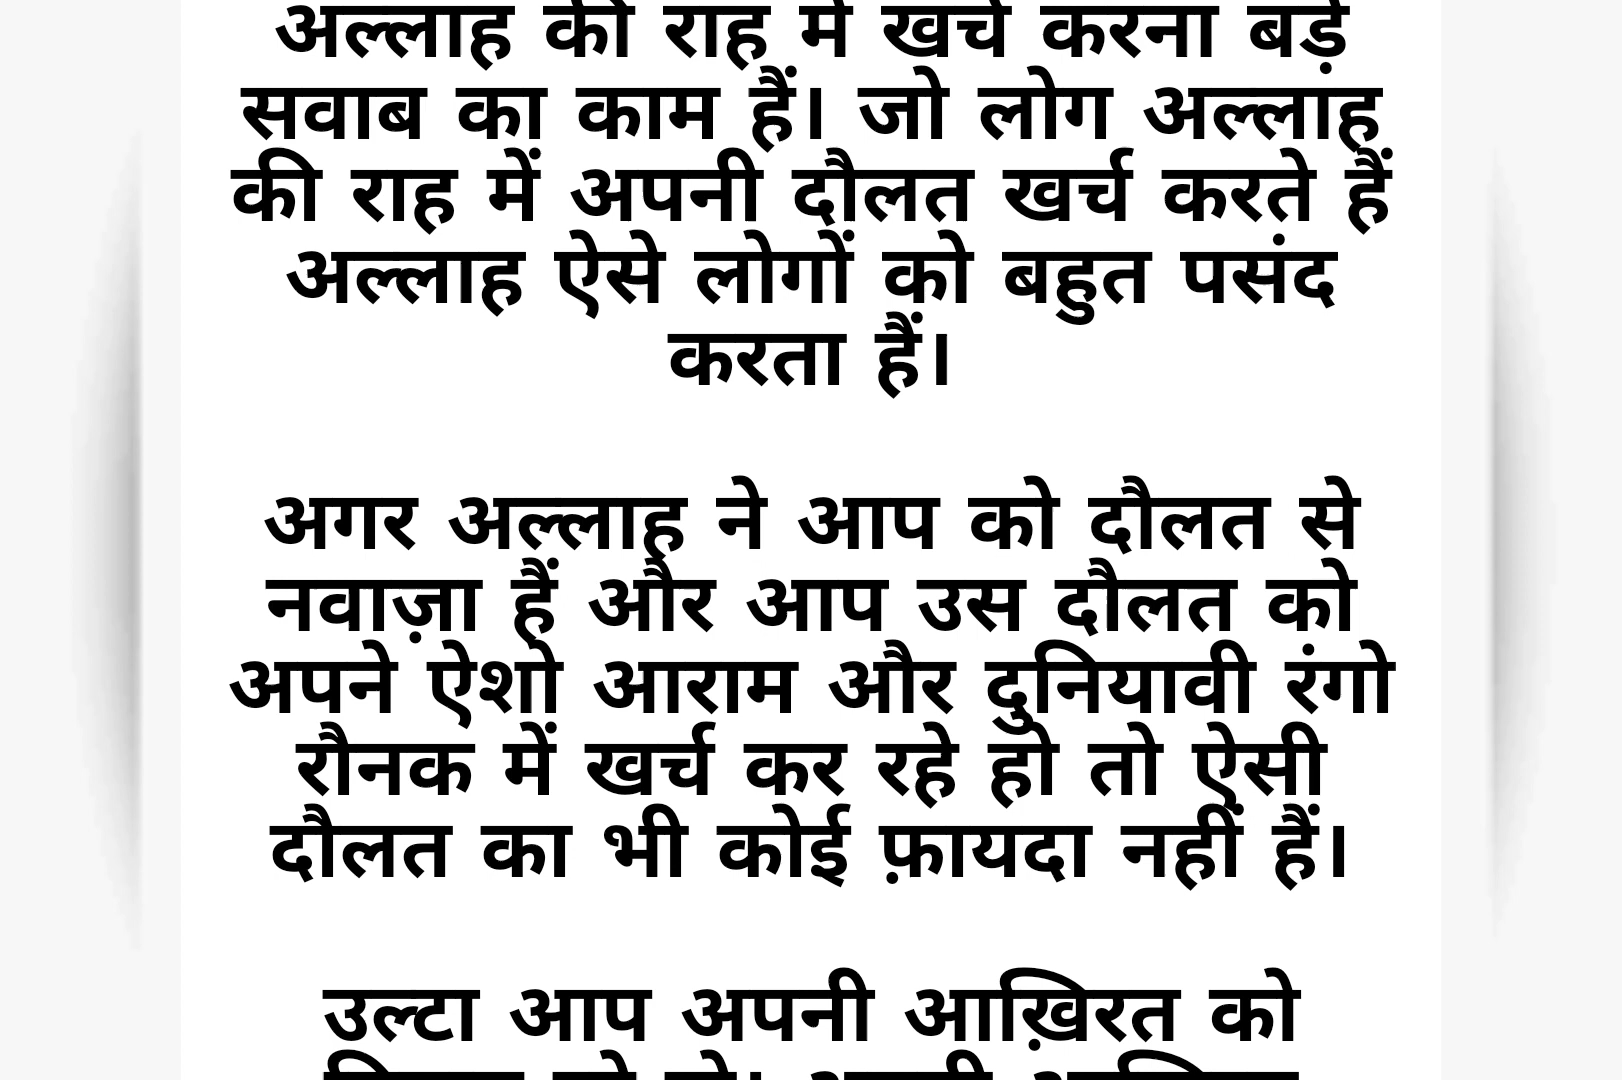 अल्लाह की राह में खर्च करना बड़े
सवाब का काम हैं। जो लोग अल्लाह
की राह में अपनी दौलत खर्च करते हैं
अल्लाह ऐसे लोगों को बहुत पसंद
करता हैं।
अगर अल्लाह ने आप को दौलत से
नवाज़ा हैं और आप उस दौलत को
अपने ऐशो आराम और दुनियावी रंगो
रौनक में खर्च कर रहे हो तो ऐसी
दौलत का भी कोई फ़ायदा नहीं हैं।
उल्टा आप अपनी आख़िरत को